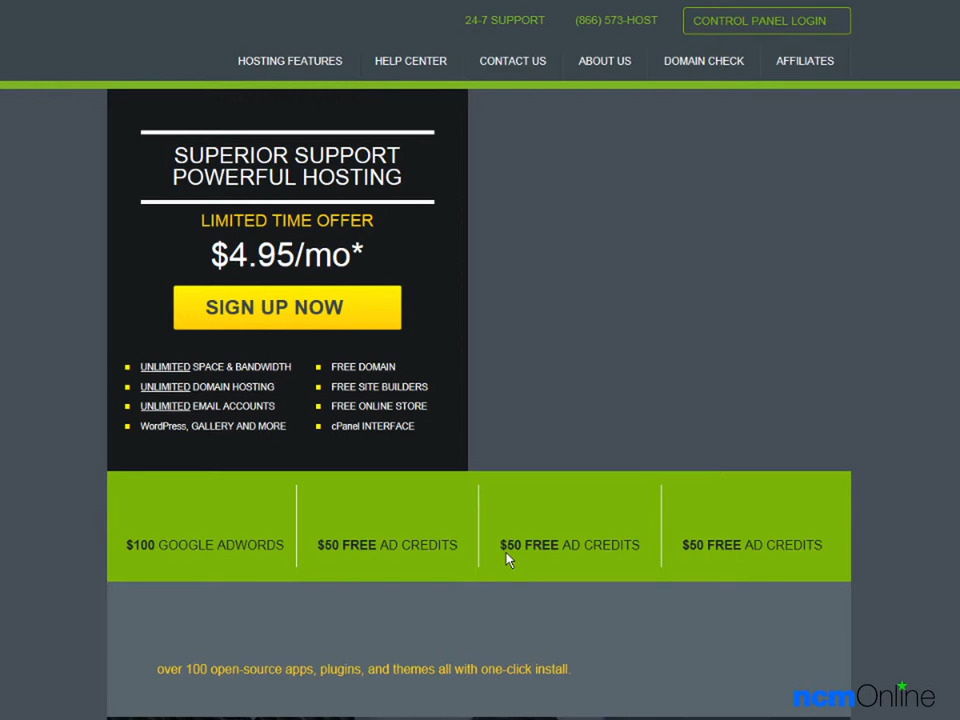 24-7 SUPPORT (866) 573-HOST CONTROL PANEL LOGIN
HOSTING FEATURES HELP CENTER CONTACT US ABOUT US DOMAIN CHECK AFFILIATES
SUPERIOR SUPPORT
POWERFUL HOSTING
LIMITED TIME OFFER
$4.95/mo*
SIGN UP NOW
UNLIMITED SPACE & BANDWIDTH
UNLIMITED DOMAIN HOSTING
UNLIMITED EMAIL ACCOUNTS
WordPress, GALLERY AND MORE
FREE DOMAIN
FREE SITE BUILDERS
FREE ONLINE STORE
cPanel INTERFACE
$100 GOOGLE ADWORDS
$50 FREE AD CREDITS
$50 FREE AD CREDITS
$50 FREE AD CREDITS
over 100 open-source apps, plugins, and themes all with one-click install.
ncmOnline